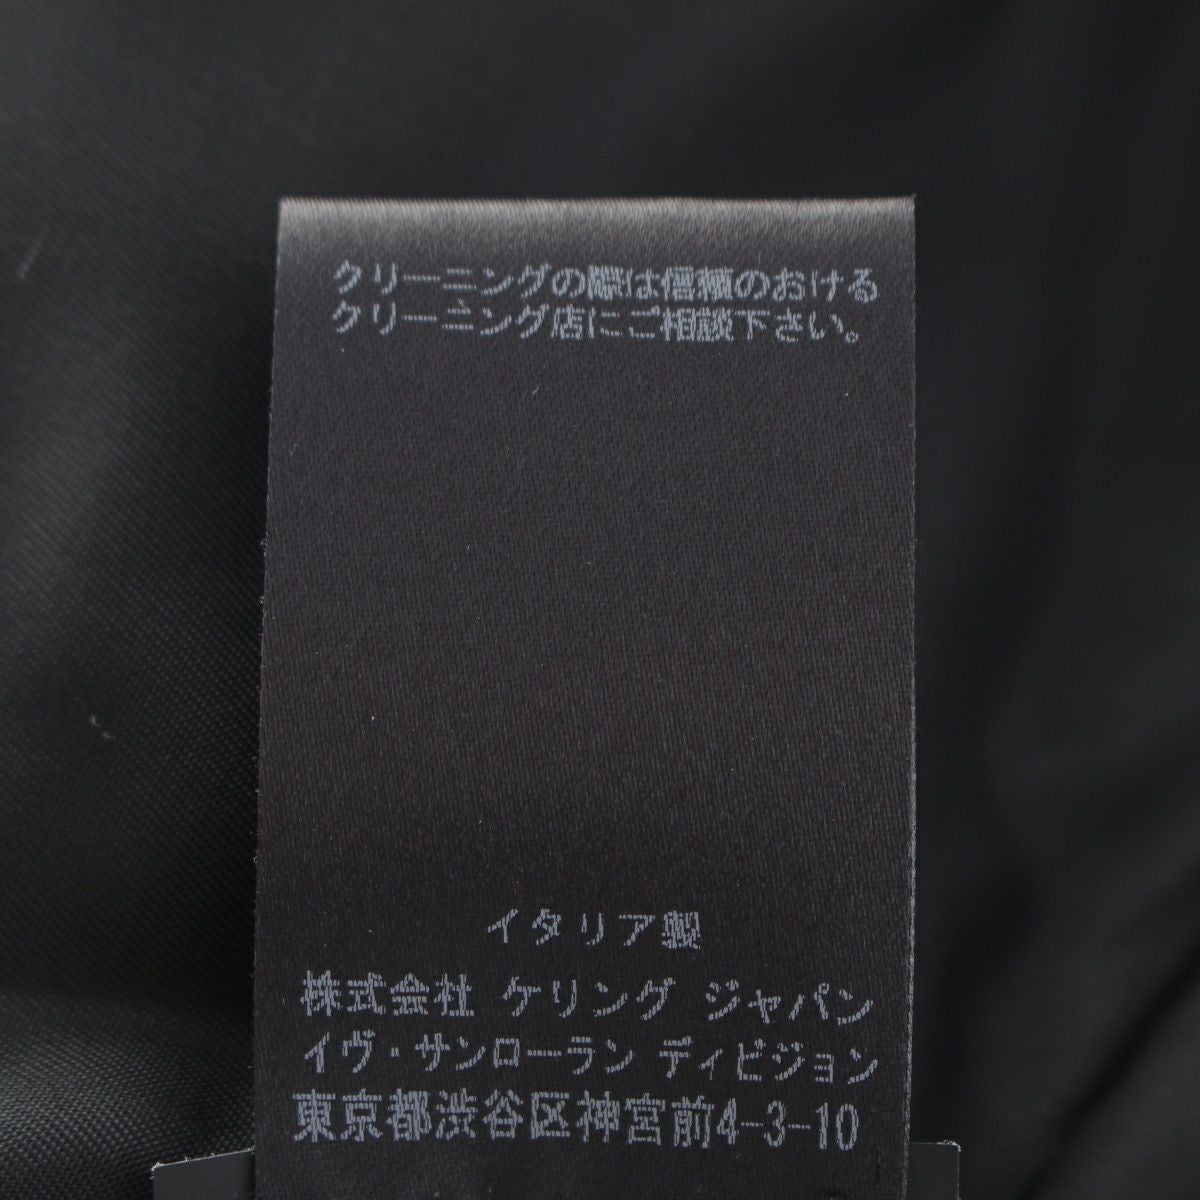 クリーニングの際は信頼のおける
クリーニング店にご相談下さい。
イタリア製
株式会社 ケリング ジャパン
イヴ・サンローラン ディビジョン
東京都渋谷区神宮前4-3-10